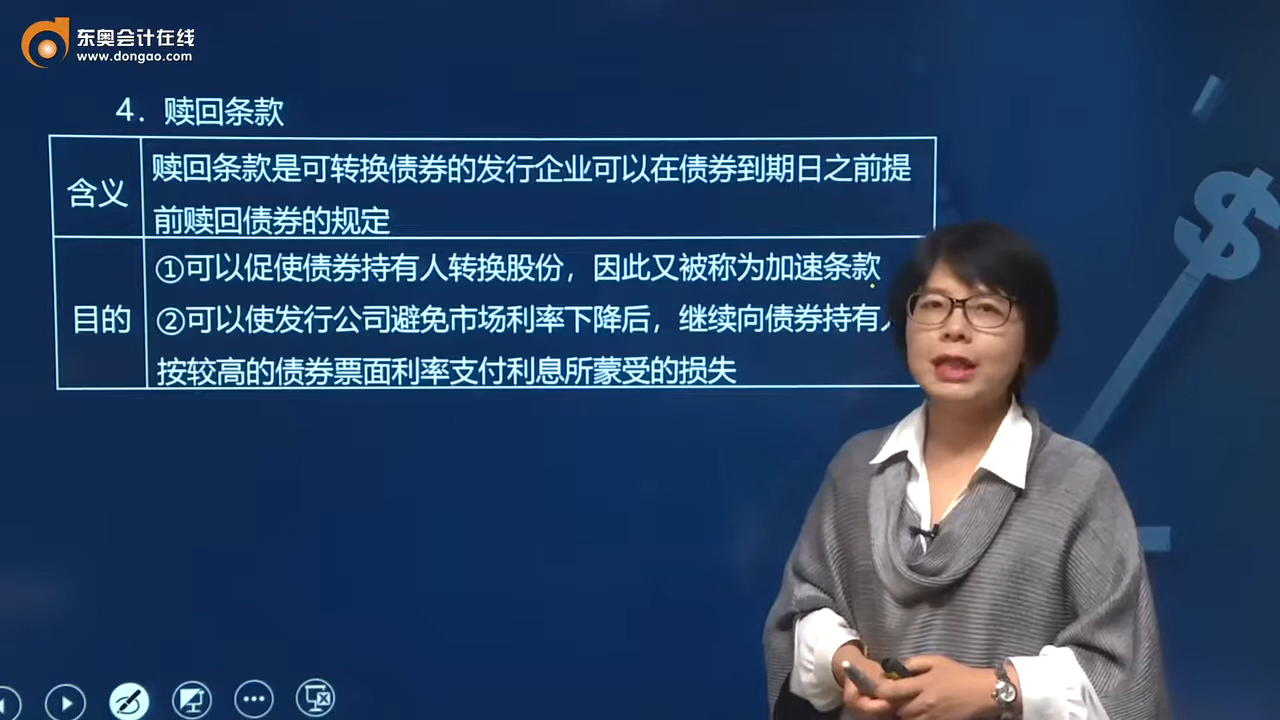 东奥会计在线
www.dongao.com
4．赎回条款
含义
赎回条款是可转换债券的发行企业可以在债券到期日之前提
前赎回债券的规定
目的
①可以促使债券持有人转换股份，因此又被称为加速条款
②可以使发行公司避免市场利率下降后，继续向债券持有人
按较高的债券票面利率支付利息所蒙受的损失